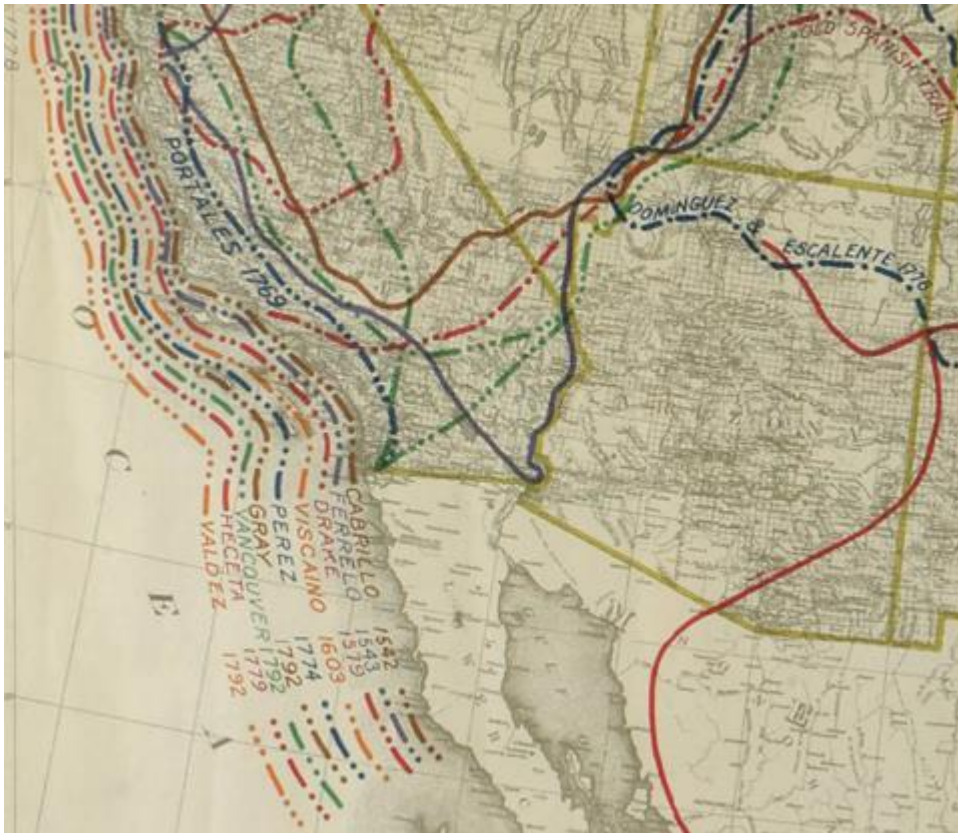 OLD SPANISH TRAIL
PORTALES 1769
DOMINGUEZ & ESCALENTE 1776
CABRILLO 1542
FERRELO 1543
DRAKE 1579
VISCAINO 1603
PEREZ 1774
GRAY 1792
VANCOUVER 1792
HECETA 1779
VALDEZ 1792
O
C
E
A